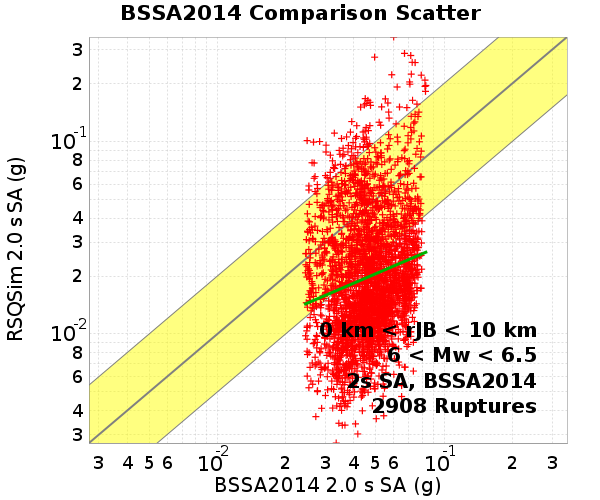 BSSA2014 Comparison Scatter
RSQSim 2.0 s SA (g)
3
2
10-1
8
6
4
3
2
10-2
8
6
4
3
0 km < rJB < 10 km
6 < Mw < 6.5
2s SA, BSSA2014
2908 Ruptures
3 4 5 6 10-2 2 3 4 5 6 10-1 2 3
BSSA2014 2.0 s SA (g)